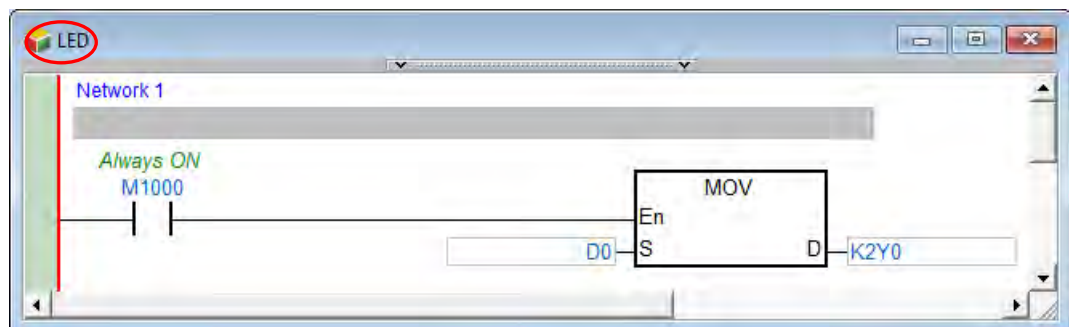 LED
Network 1
Always ON
M1000
MOV
En
D0 S D K2Y0